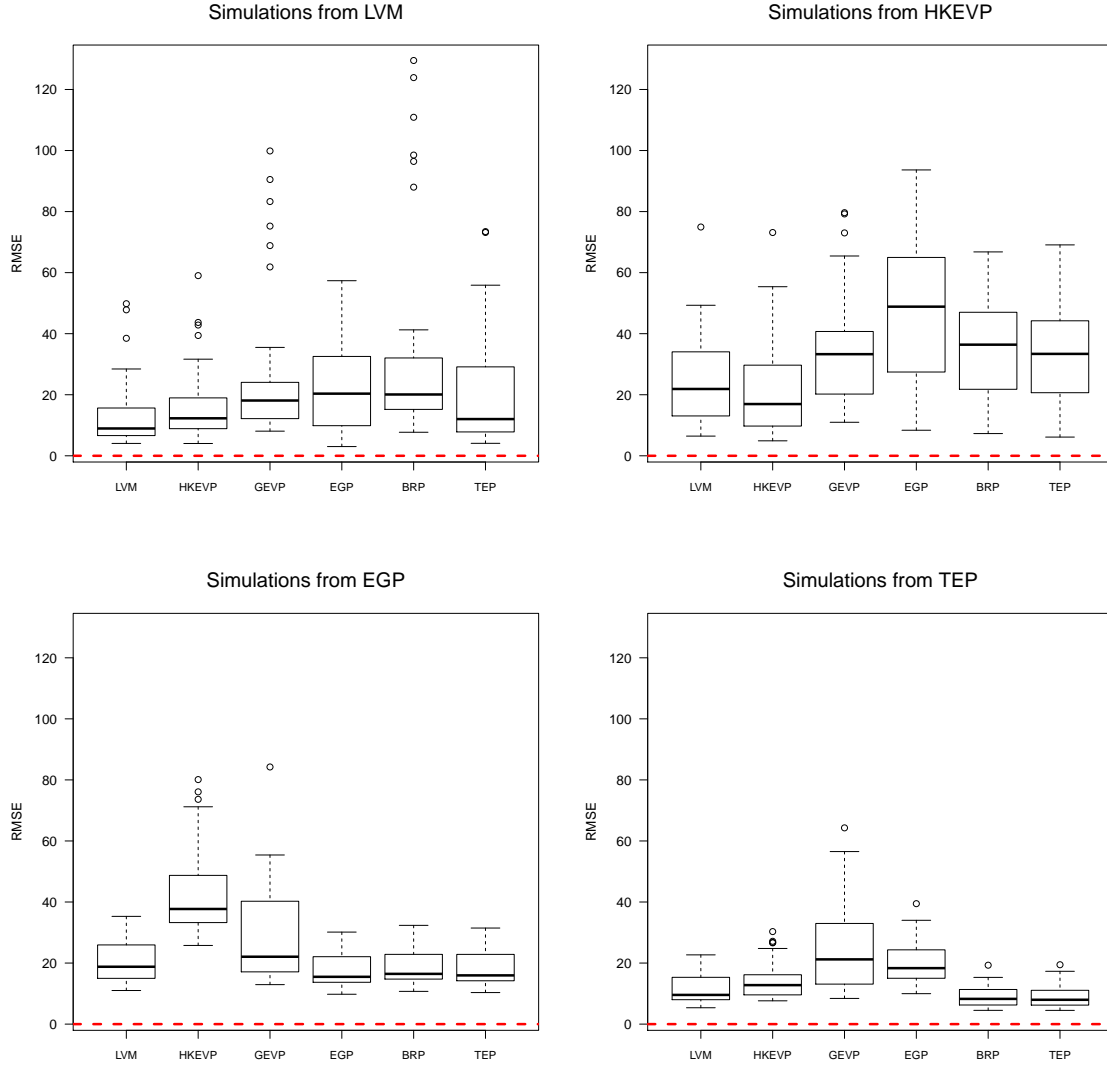 Simulations from LVM
RMSE
120
100
80
60
40
20
0
LVM HKEVP GEVP EGP BRP TEP
Simulations from HKEVP
RMSE
120
100
80
60
40
20
0
LVM HKEVP GEVP EGP BRP TEP
Simulations from EGP
RMSE
120
100
80
60
40
20
0
LVM HKEVP GEVP EGP BRP TEP
Simulations from TEP
RMSE
120
100
80
60
40
20
0
LVM HKEVP GEVP EGP BRP TEP